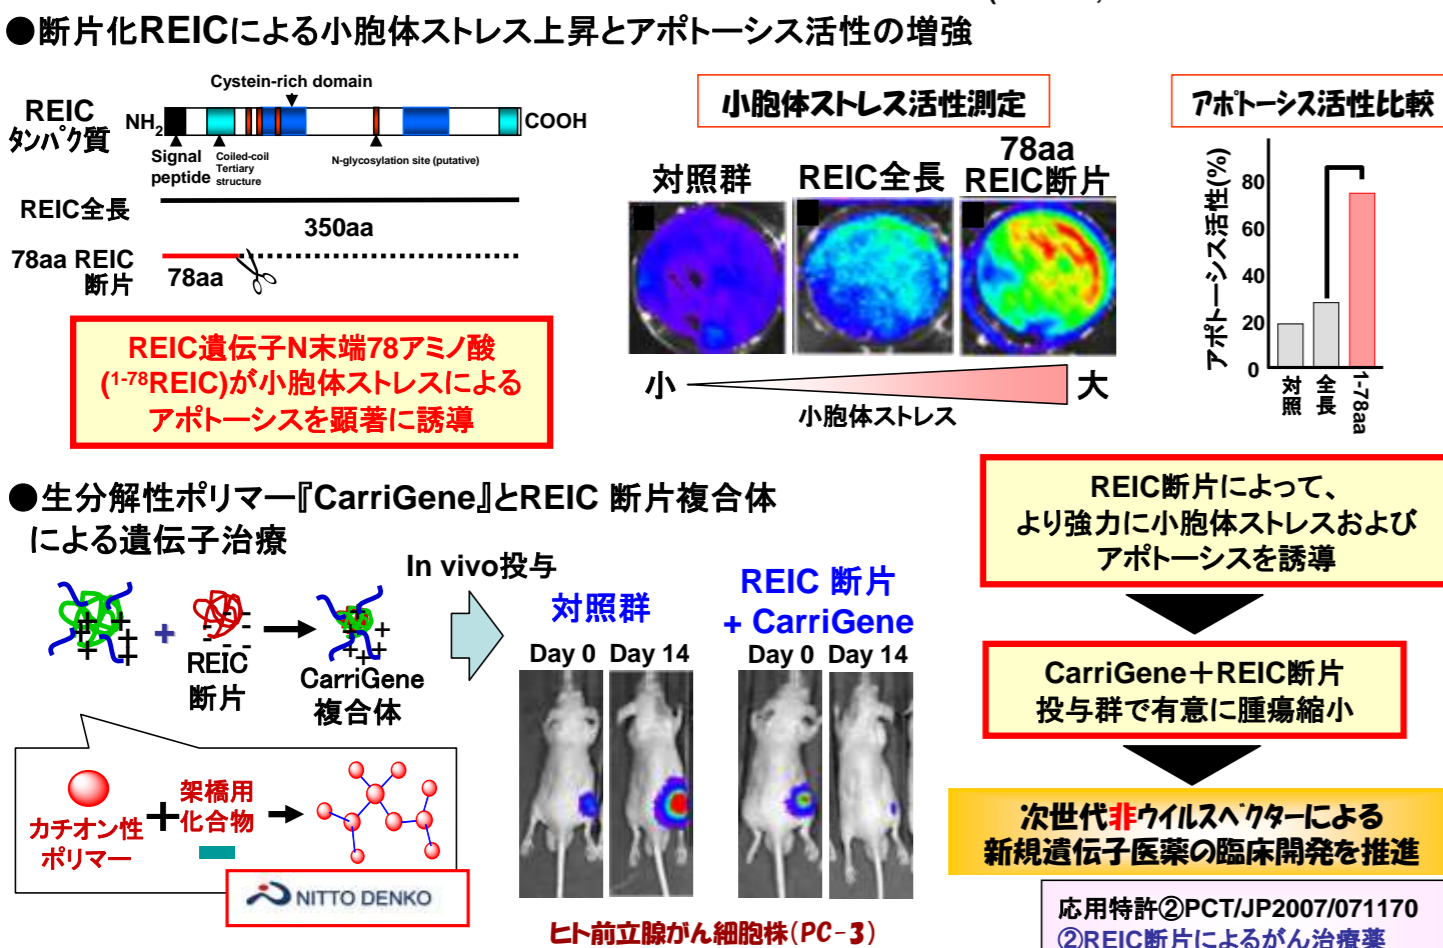 ●断片化REICによる小胞体ストレス上昇とアポトーシス活性の増強
Cystein-rich domain
REIC
タンパク質
NH2
COOH
Signal
peptide
Coiled-coil
Tertiary
structure
N-glycosylation site (putative)
REIC全長
350aa
78aa REIC
断片
78aa
REIC遺伝子N末端78アミノ酸
(1-78REIC)が小胞体ストレスによる
アポトーシスを顕著に誘導
小胞体ストレス活性測定
対照群
REIC全長
78aa
REIC断片
小
大
小胞体ストレス
アポトーシス活性比較
アポトーシス活性(%)
80
60
40
20
0
対照
全長
1-78aa
●生分解性ポリマー『CarriGene』とREIC 断片複合体
による遺伝子治療
+
REIC
断片
CarriGene
複合体
In vivo投与
対照群
Day 0 Day 14
REIC 断片
+ CarriGene
Day 0 Day 14
カチオン性
ポリマー
+
架橋用
化合物
NITTO DENKO
ヒト前立腺がん細胞株(PC-3)
REIC断片によって、
より強力に小胞体ストレスおよび
アポトーシスを誘導
CarriGene＋REIC断片
投与群で有意に腫瘍縮小
次世代非ウイルスベクターによる
新規遺伝子医薬の臨床開発を推進
応用特許②PCT/JP2007/071170
②REIC断片によるがん治療薬